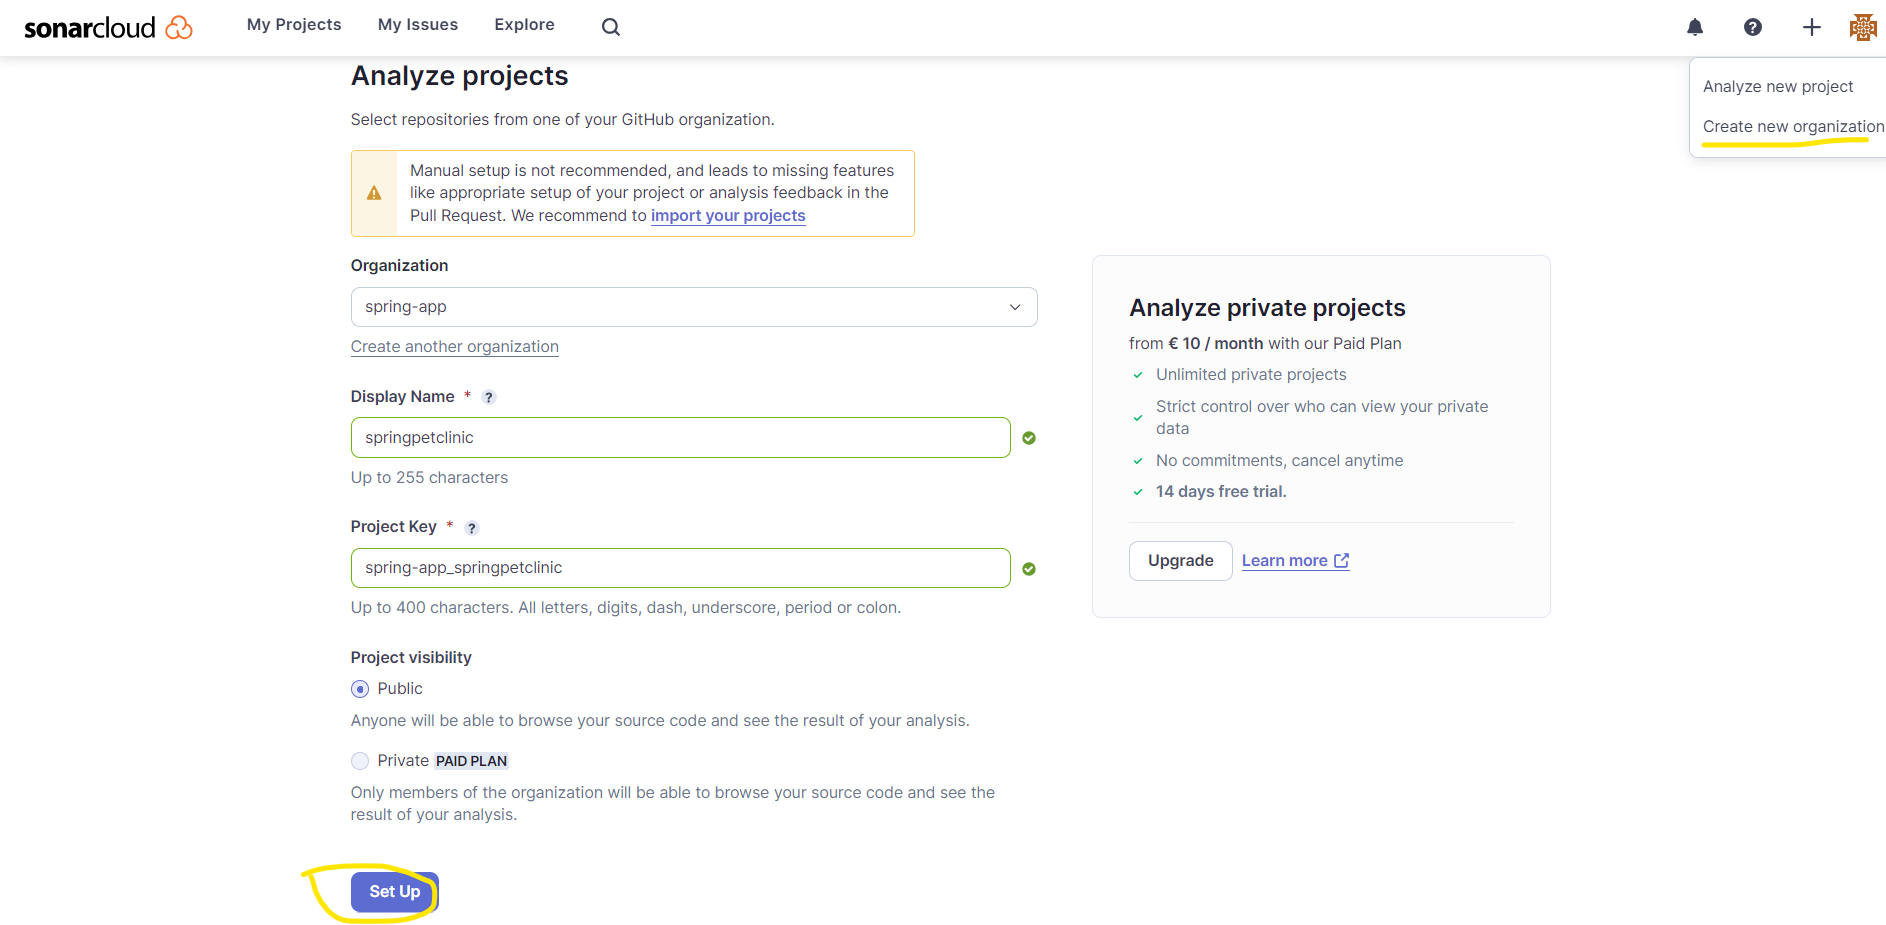 sonarcloud
My Projects
My Issues
Explore
Analyze new project
Create new organization
Analyze projects
Select repositories from one of your GitHub organization.
Manual setup is not recommended, and leads to missing features
like appropriate setup of your project or analysis feedback in the
Pull Request. We recommend to import your projects
Organization
spring-app
Create another organization
Display Name * ?
springpetclinic
Up to 255 characters
Project Key * ?
spring-app_springpetclinic
Up to 400 characters. All letters, digits, dash, underscore, period or colon.
Project visibility
Public
Anyone will be able to browse your source code and see the result of your analysis.
Private PAID PLAN
Only members of the organization will be able to browse your source code and see the
result of your analysis.
Set Up
Analyze private projects
from € 10 / month with our Paid Plan
Unlimited private projects
Strict control over who can view your private
data
No commitments, cancel anytime
14 days free trial.
Upgrade
Learn more